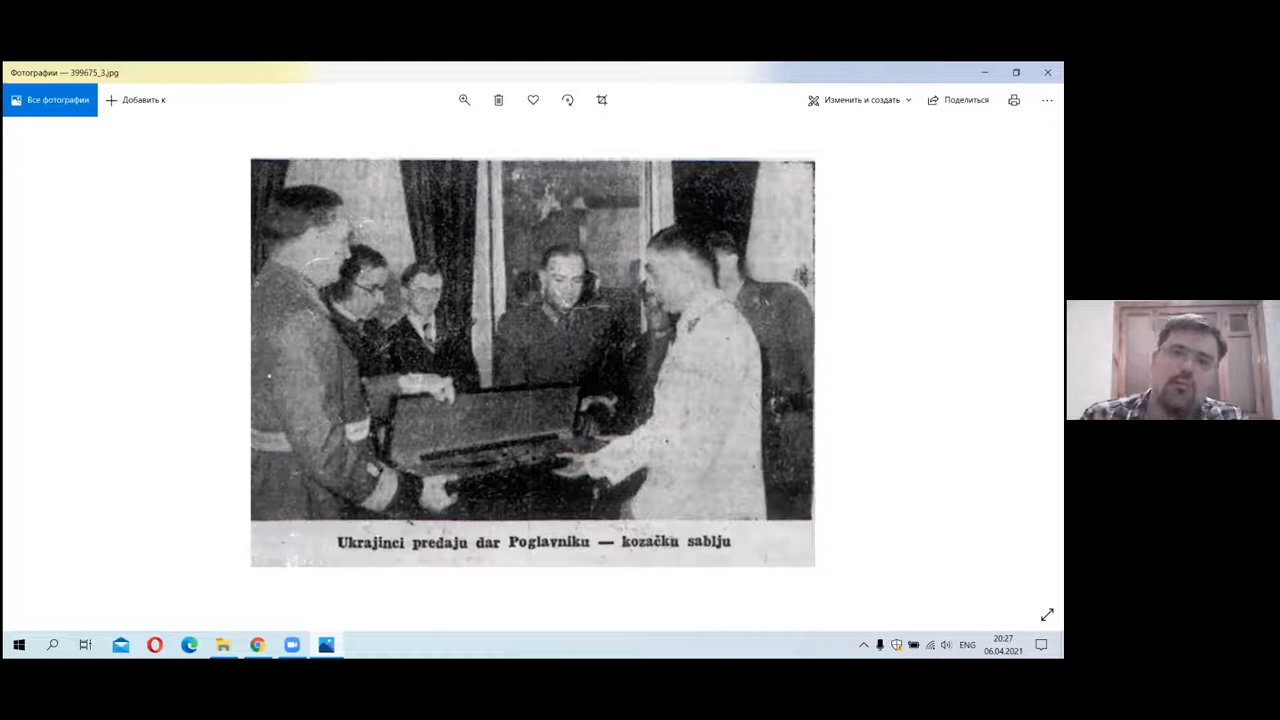 Фотографии — 399675_3.jpg
Все фотографии
Добавить к
Изменить и создать
Поделиться
Ukrajinci predaju dar Poglavniku — kozačku sablju
20:27
ENG
06.04.2021